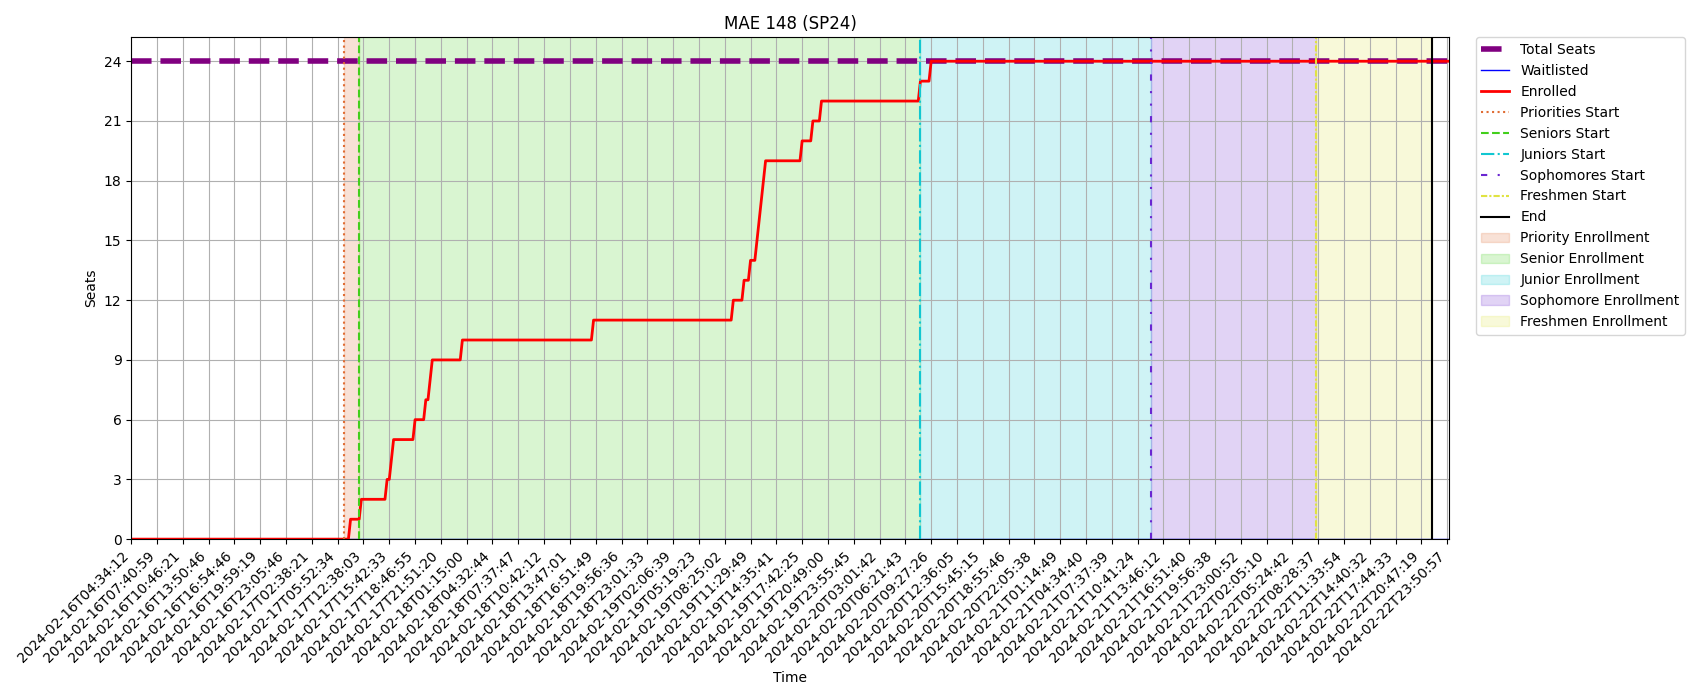 MAE 148 (SP24)
Seats
24
21
18
15
12
9
6
3
0
2024-02-16T04:34:12
2024-02-16T07:40:59
2024-02-16T10:46:21
2024-02-16T13:50:46
2024-02-16T16:54:46
2024-02-16T19:59:19
2024-02-16T23:05:46
2024-02-17T02:38:21
2024-02-17T05:52:34
2024-02-17T12:38:03
2024-02-17T15:42:33
2024-02-17T18:46:55
2024-02-17T21:51:20
2024-02-18T01:15:00
2024-02-18T04:32:44
2024-02-18T07:37:47
2024-02-18T10:42:12
2024-02-18T13:47:01
2024-02-18T16:51:49
2024-02-18T19:56:36
2024-02-18T23:01:33
2024-02-19T02:06:39
2024-02-19T05:19:23
2024-02-19T08:25:02
2024-02-19T11:29:49
2024-02-19T14:35:41
2024-02-19T17:42:25
2024-02-19T20:49:00
2024-02-19T23:55:45
2024-02-20T03:01:42
2024-02-20T06:21:43
2024-02-20T09:27:26
2024-02-20T12:36:05
2024-02-20T15:45:15
2024-02-20T18:55:46
2024-02-20T22:05:38
2024-02-21T01:14:49
2024-02-21T04:34:40
2024-02-21T07:37:39
2024-02-21T10:41:24
2024-02-21T13:46:12
2024-02-21T16:51:40
2024-02-21T19:56:38
2024-02-21T23:00:52
2024-02-22T02:05:10
2024-02-22T05:24:42
2024-02-22T08:28:37
2024-02-22T11:33:54
2024-02-22T14:40:32
2024-02-22T17:44:33
2024-02-22T20:47:19
2024-02-22T23:50:57
Time
Total Seats
Waitlisted
Enrolled
Priorities Start
Seniors Start
Juniors Start
Sophomores Start
Freshmen Start
End
Priority Enrollment
Senior Enrollment
Junior Enrollment
Sophomore Enrollment
Freshmen Enrollment